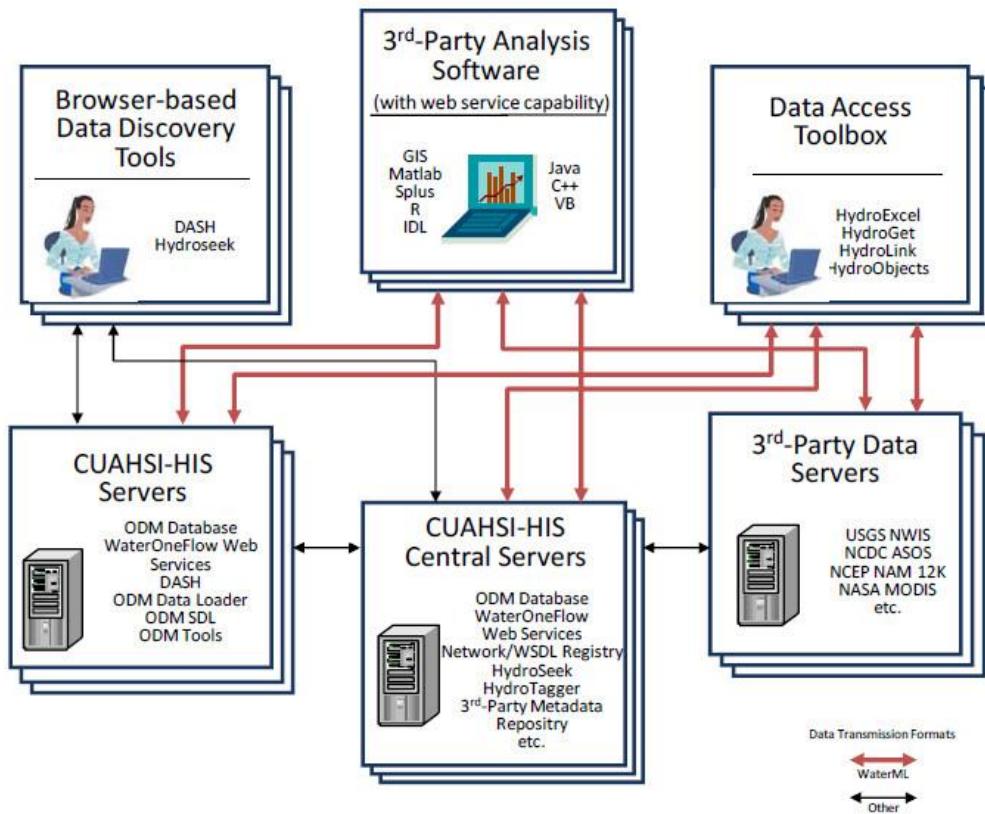 3rd-Party Analysis
Software
(with web service capability)
GIS
Matlab
Splus
R
IDL
Java
C++
VB
Browser-based
Data Discovery
Tools
DASH
Hydroseek
Data Access
Toolbox
HydroExcel
HydroGet
HydroLink
HydroObjects
CUAHSI-HIS
Servers
ODM Database
WaterOneFlow Web
Services
DASH
ODM Data Loader
ODM SDL
ODM Tools
CUAHSI-HIS
Central Servers
ODM Database
WaterOneFlow
Web Services
Network/WSDL Registry
HydroSeek
HydroTagger
3rd-Party Metadata
Repositry
etc.
3rd-Party Data
Servers
USGS NWIS
NCDC ASOS
NCEP NAM 12K
NASA MODIS
etc.
Data Transmission Formats
WaterML
Other